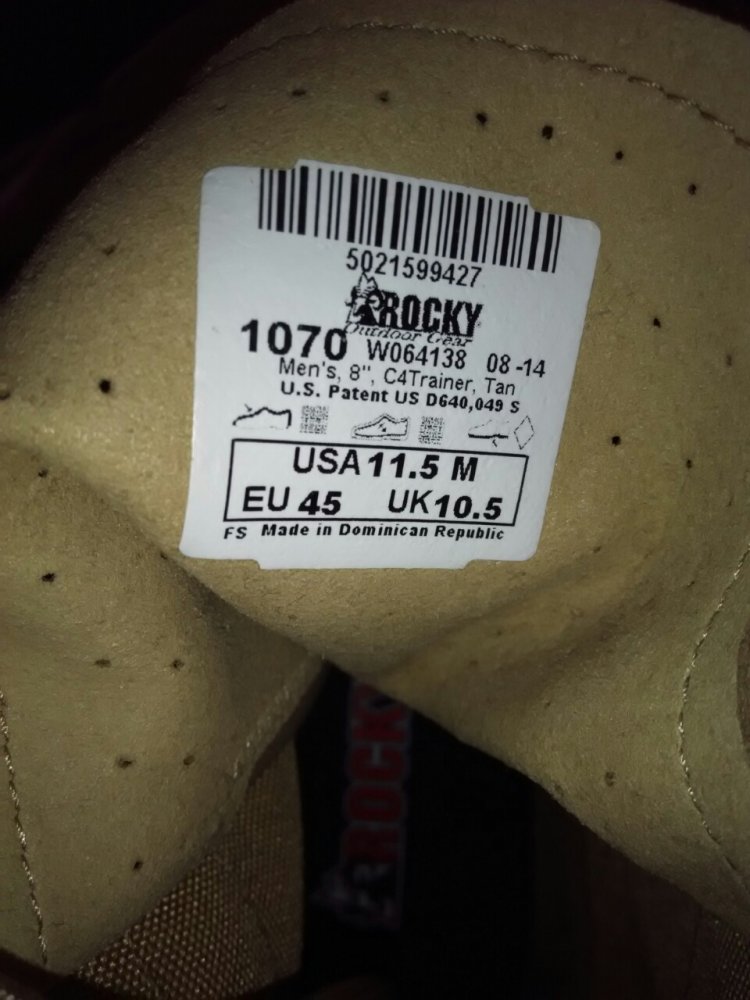 5021599427
ROCKY
Outdoor Gear
1070 W064138 08-14
Men's, 8", C4Trainer, Tan
U.S. Patent US D640,049 S
USA 11.5 M
EU 45 UK 10.5
FS Made in Dominican Republic
ROCKY